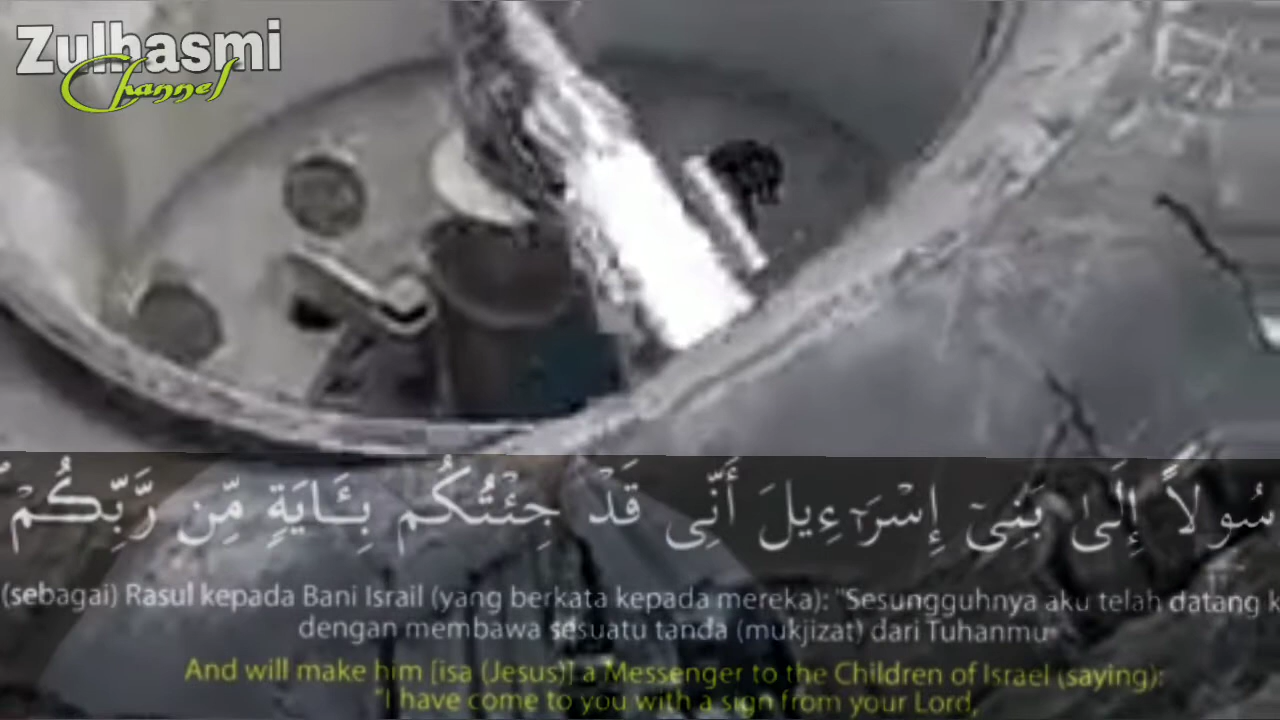 Zulhasmi
Channel
سُولًا إِلَىٰ بَنِىٓ إِسْرَٰٓءِيلَ أَنِّى قَدْ جِئْتُكُم بِـَٔايَةٍ مِّن رَّبِّكُمْ
(sebagai) Rasul kepada Bani Israil (yang berkata kepada mereka): "Sesungguhnya aku telah datang k
dengan membawa sesuatu tanda (mukjizat) dari Tuhanmu
And will make him [isa (Jesus)] a Messenger to the Children of Israel (saying):
"I have come to you with a sign from your Lord,